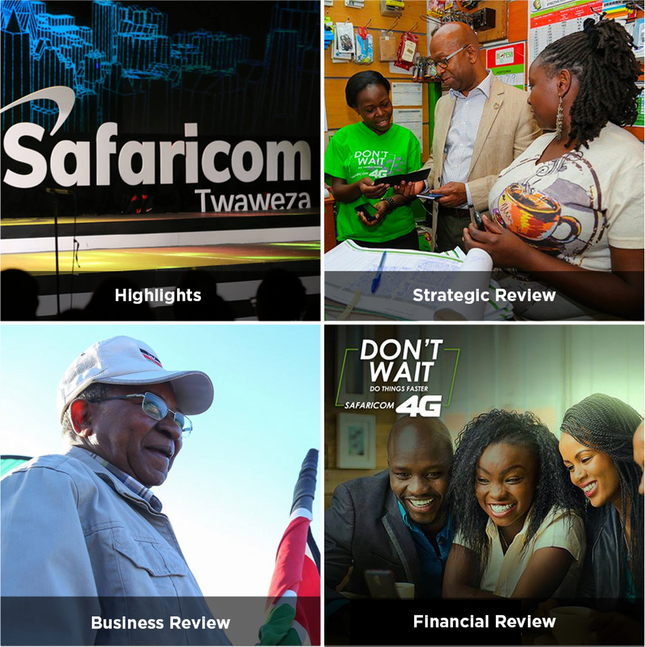 Safaricom
Twaweza
Highlights
DON'T
WAIT
4G
Strategic Review
Business Review
DON'T
WAIT
DO THINGS FASTER
SAFARICOM 4G
Financial Review